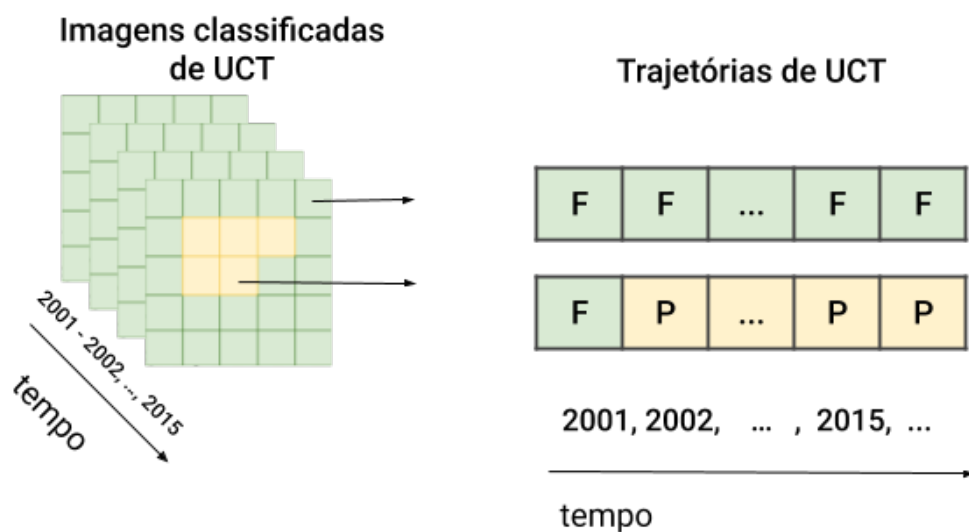 Imagens classificadas
de UCT
2001 - 2002, ..., 2015
tempo
Trajetórias de UCT
F F ... F F
F P ... P P
2001, 2002, ... , 2015, ...
tempo